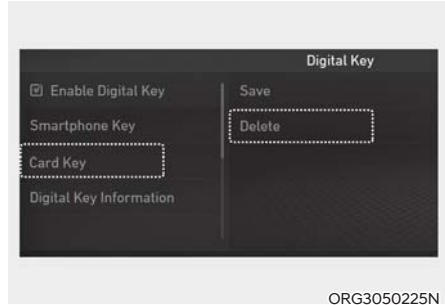 Digital Key
Enable Digital Key
Smartphone Key
Card Key
Digital Key Information
Save
Delete
ORG3050225N